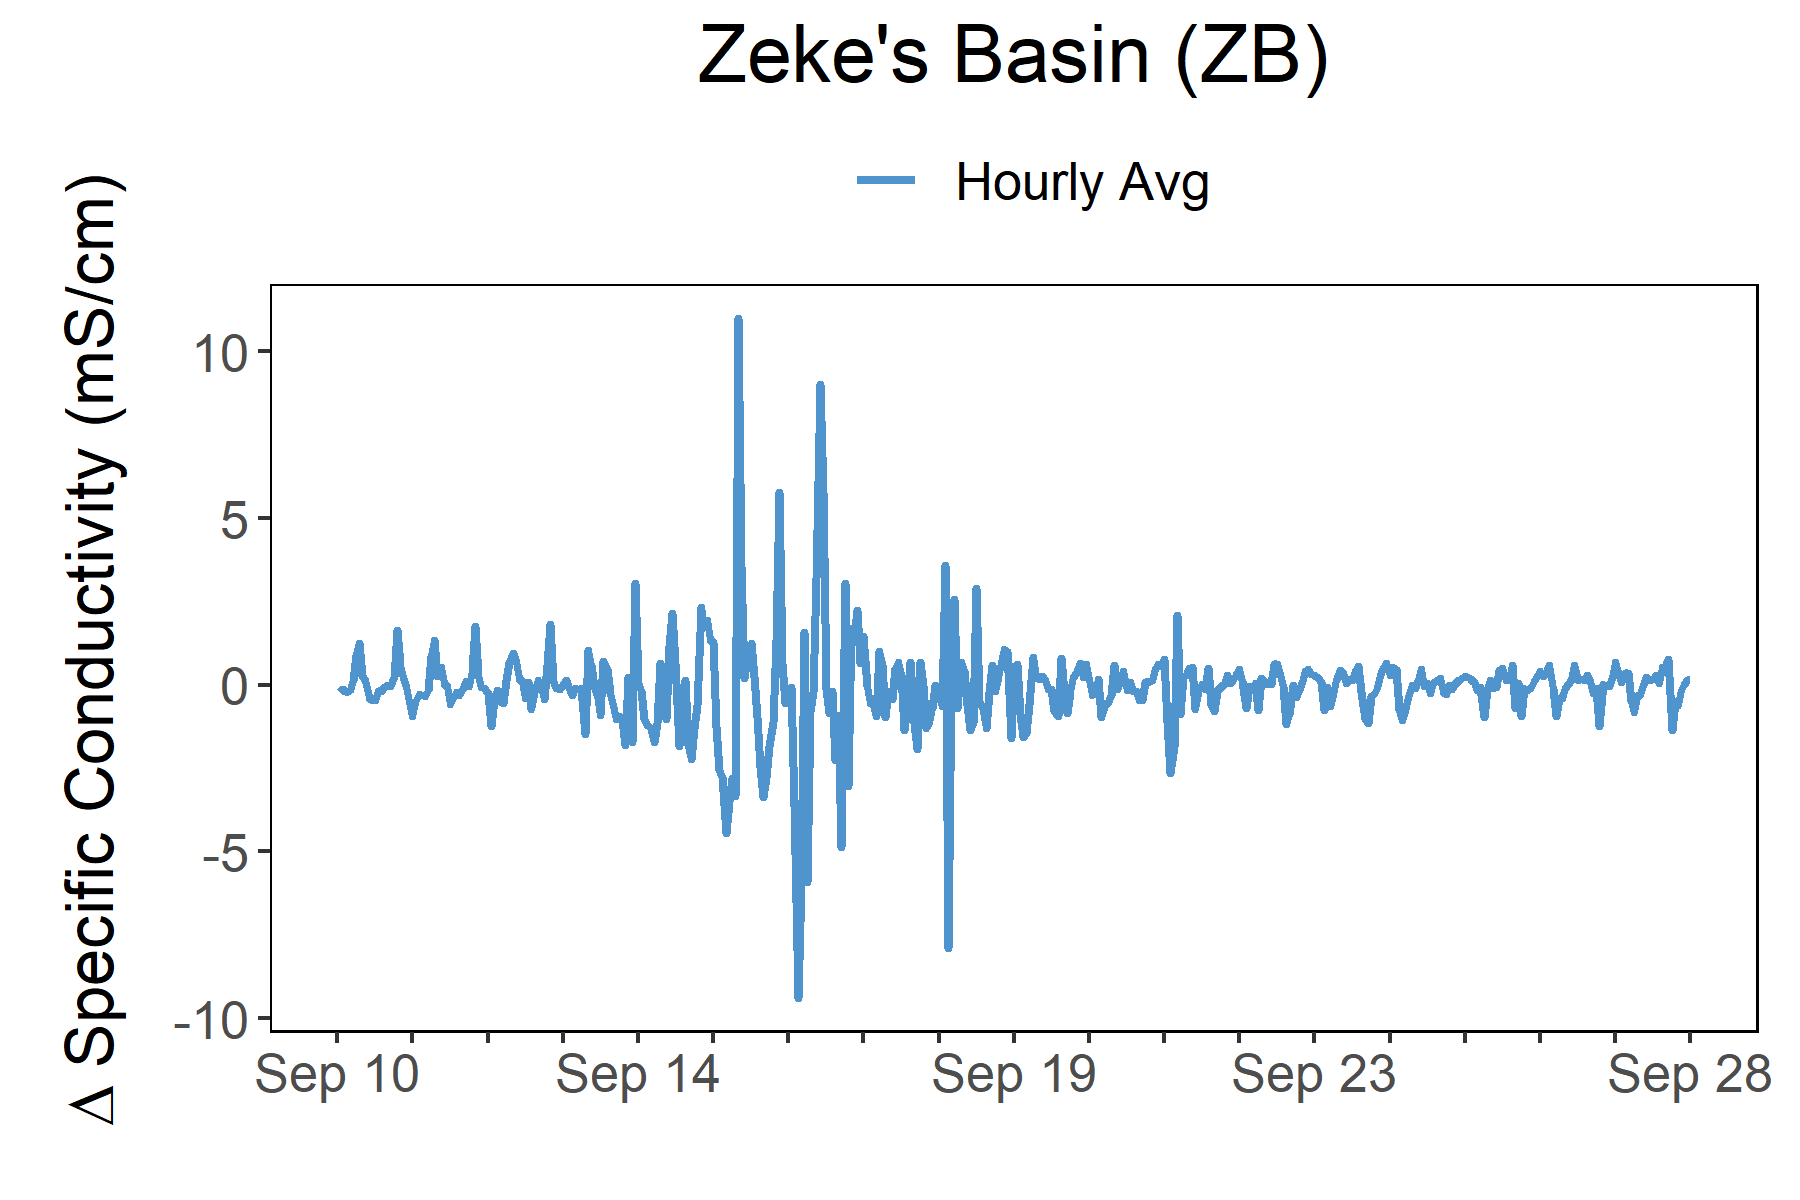 Zeke's Basin (ZB)
Hourly Avg
Δ Specific Conductivity (mS/cm)
10
5
0
-5
-10
Sep 10 Sep 14 Sep 19 Sep 23 Sep 28